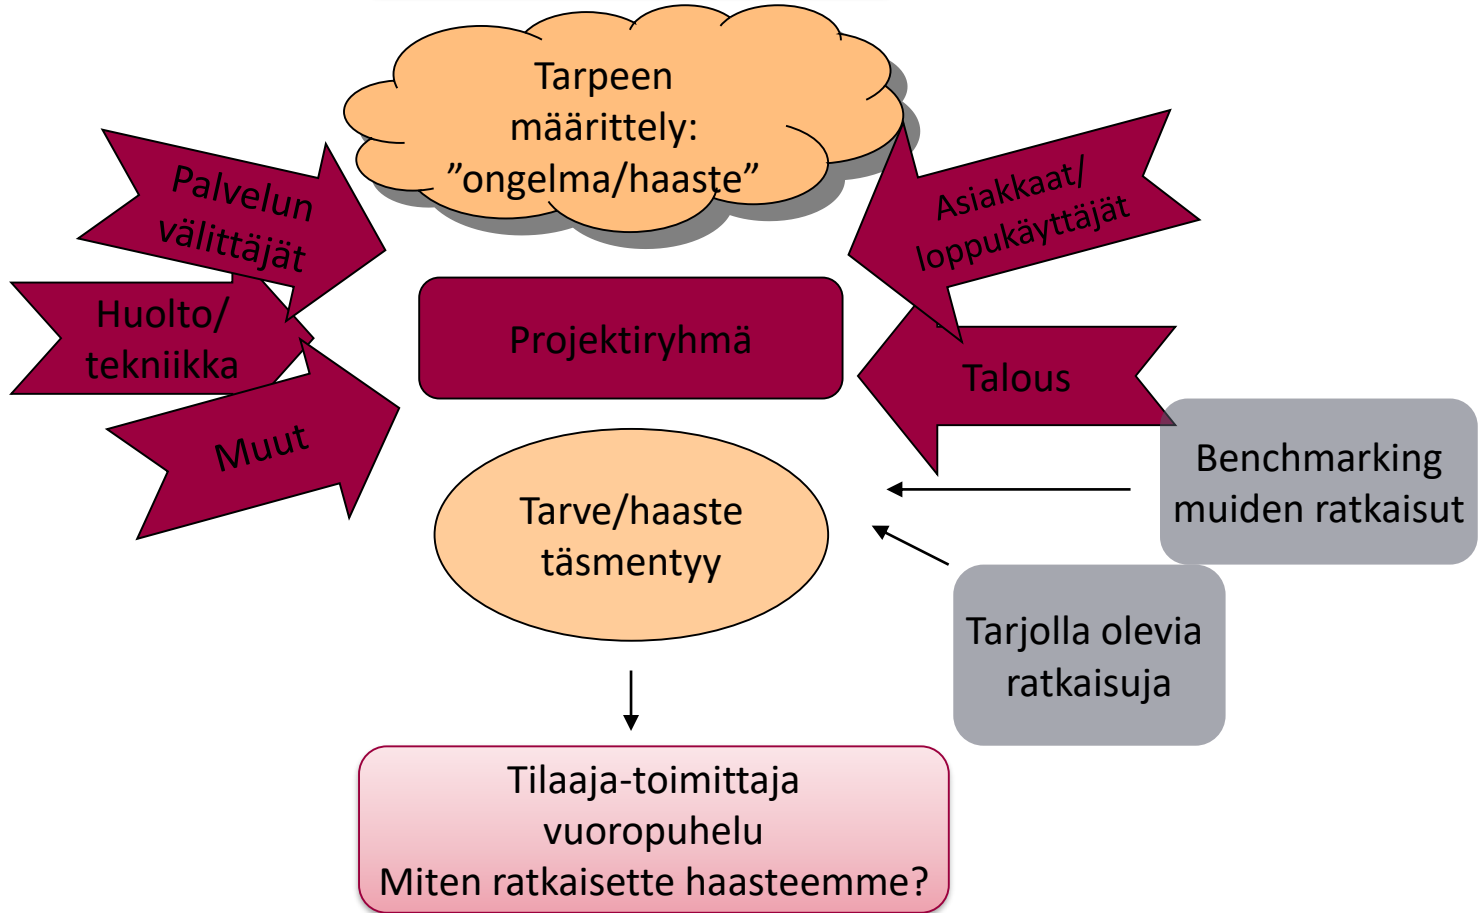 Tarpeen
määrittely:
”ongelma/haaste”
Palvelun
välittäjät
Asiakkaat/
loppukäyttäjät
Huolto/
tekniikka
Projektiryhmä
Talous
Muut
Benchmarking
muiden ratkaisut
Tarve/haaste
täsmentyy
Tarjolla olevia
ratkaisuja
Tilaaja-toimittaja
vuoropuhelu
Miten ratkaisette haasteemme?